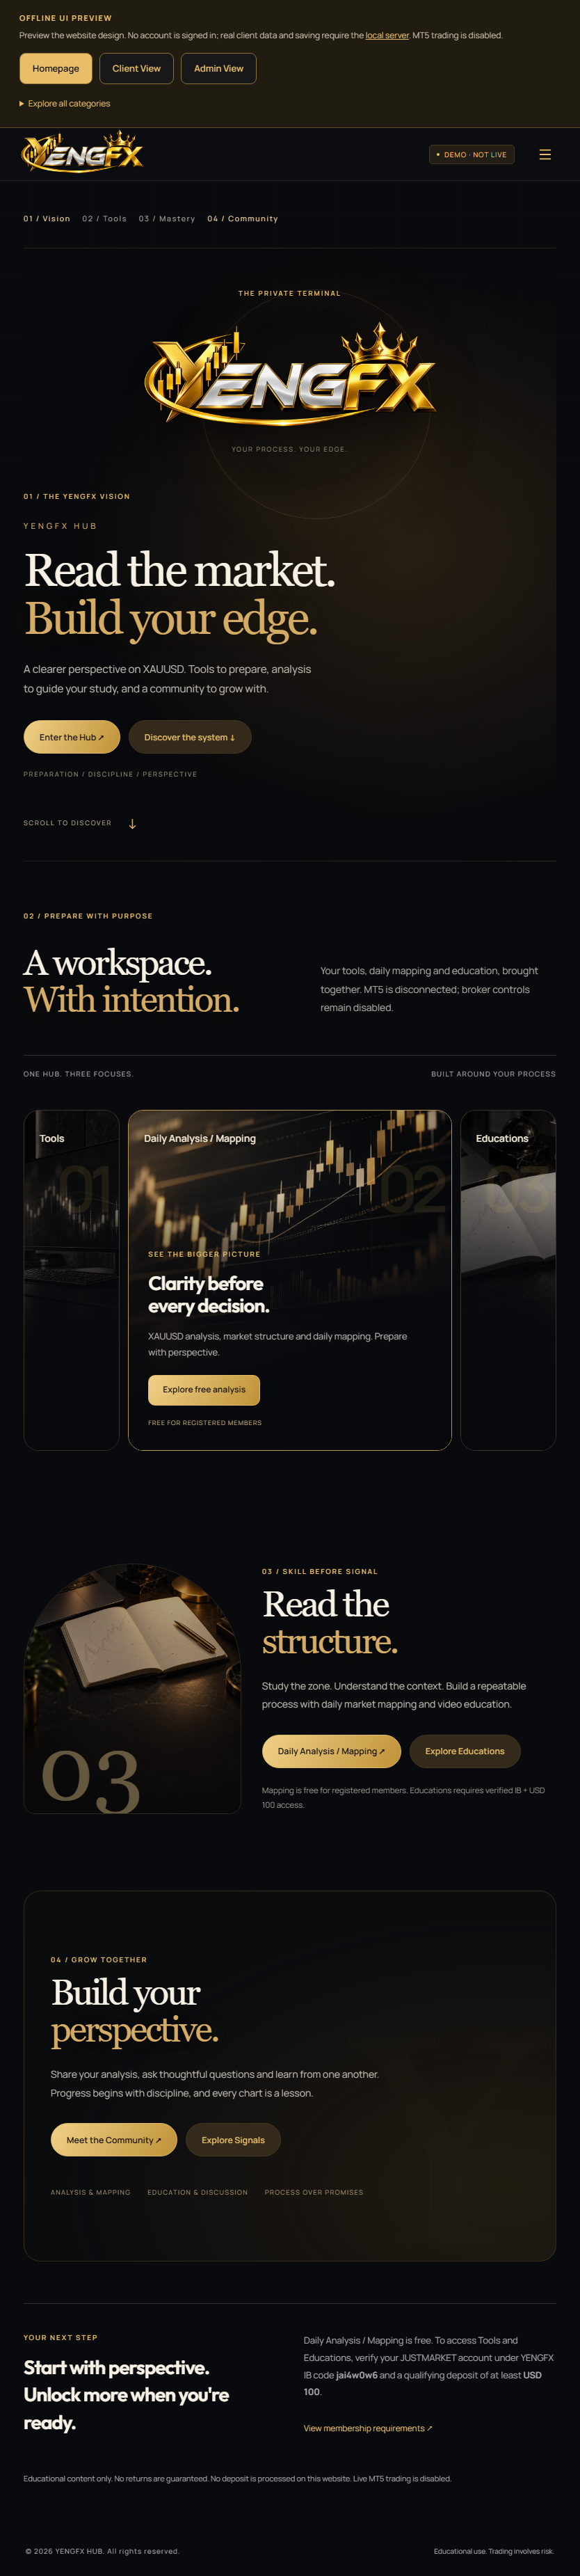 OFFLINE UI PREVIEW
Preview the website design. No account is signed in; real client data and saving require the local server. MT5 trading is disabled.
Homepage Client View Admin View
▶ Explore all categories
YENGFX
• DEMO - NOT LIVE
01 / Vision 02 / Tools 03 / Mastery 04 / Community
THE PRIVATE TERMINAL
YENGFX
YOUR PROCESS. YOUR EDGE.
01 / THE YENGFX VISION
YENGFX HUB
Read the market.
Build your edge.
A clearer perspective on XAUUSD. Tools to prepare, analysis
to guide your study, and a community to grow with.
Enter the Hub ↗ Discover the system ↓
PREPARATION / DISCIPLINE / PERSPECTIVE
SCROLL TO DISCOVER ↓
02 / PREPARE WITH PURPOSE
A workspace.
With intention.
Your tools, daily mapping and education, brought
together. MT5 is disconnected; broker controls
remain disabled.
ONE HUB. THREE FOCUSES. BUILT AROUND YOUR PROCESS
Tools
01
Daily Analysis / Mapping
02
SEE THE BIGGER PICTURE
Clarity before
every decision.
XAUUSD analysis, market structure and daily mapping. Prepare
with perspective.
Explore free analysis
FREE FOR REGISTERED MEMBERS
Educations
03
03
03 / SKILL BEFORE SIGNAL
Read the
structure.
Study the zone. Understand the context. Build a repeatable
process with daily market mapping and video education.
Daily Analysis / Mapping ↗ Explore Educations
Mapping is free for registered members. Educations requires verified IB + USD
100 access.
04 / GROW TOGETHER
Build your
perspective.
Share your analysis, ask thoughtful questions and learn from one another.
Progress begins with discipline, and every chart is a lesson.
Meet the Community ↗ Explore Signals
ANALYSIS & MAPPING EDUCATION & DISCUSSION PROCESS OVER PROMISES
Y
YOUR NEXT STEP
Start with perspective.
Unlock more when you're
ready.
Daily Analysis / Mapping is free. To access Tools and
Educations, verify your JUSTMARKET account under YENGFX
IB code jai4w0w6 and a qualifying deposit of at least USD
100.
View membership requirements ↗
Educational content only. No returns are guaranteed. No deposit is processed on this website. Live MT5 trading is disabled.
© 2026 YENGFX HUB. All rights reserved. Educational use. Trading involves risk.